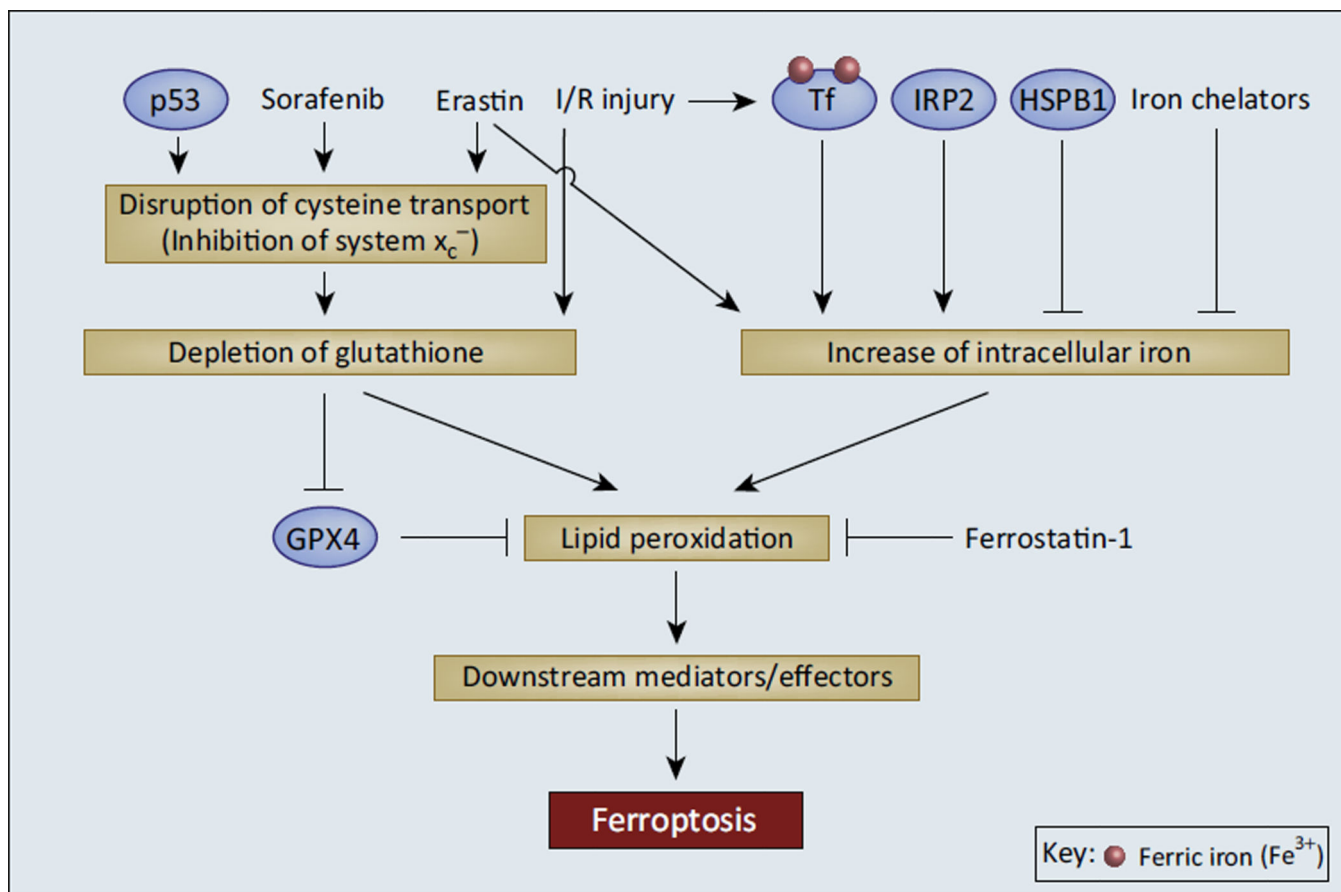 p53
Sorafenib
Erastin
I/R injury
Tf
IRP2
HSPB1
Iron chelators
Disruption of cysteine transport
(Inhibition of system xc−)
Depletion of glutathione
Increase of intracellular iron
GPX4
Lipid peroxidation
Ferrostatin-1
Downstream mediators/effectors
Ferroptosis
Key: Ferric iron (Fe3+)